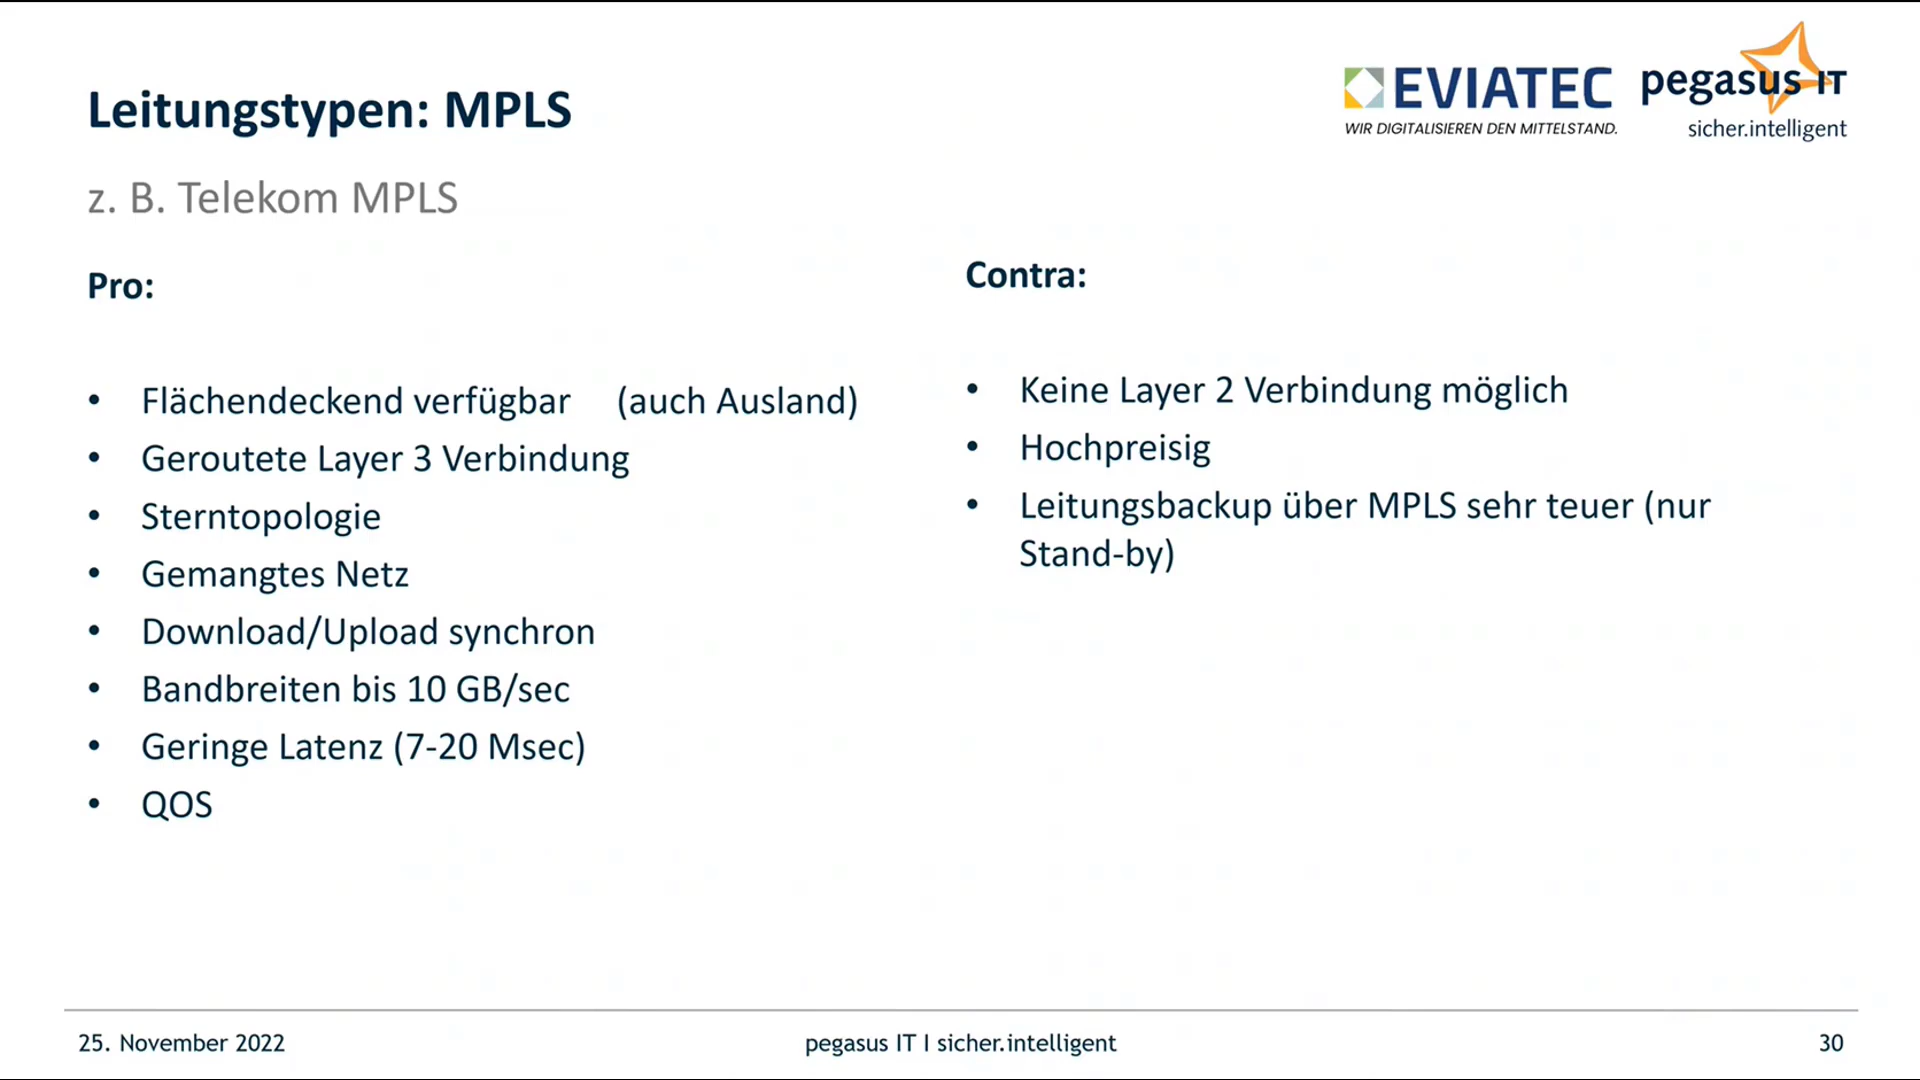 Leitungstypen: MPLS
EVIATEC
WIR DIGITALISIEREN DEN MITTELSTAND.
pegasus IT
sicher.intelligent
z. B. Telekom MPLS
Pro:
• Flächendeckend verfügbar (auch Ausland)
• Geroutete Layer 3 Verbindung
• Sterntopologie
• Gemangtes Netz
• Download/Upload synchron
• Bandbreiten bis 10 GB/sec
• Geringe Latenz (7-20 Msec)
• QOS
Contra:
• Keine Layer 2 Verbindung möglich
• Hochpreisig
• Leitungsbackup über MPLS sehr teuer (nur
Stand-by)
25. November 2022
pegasus IT I sicher.intelligent
30